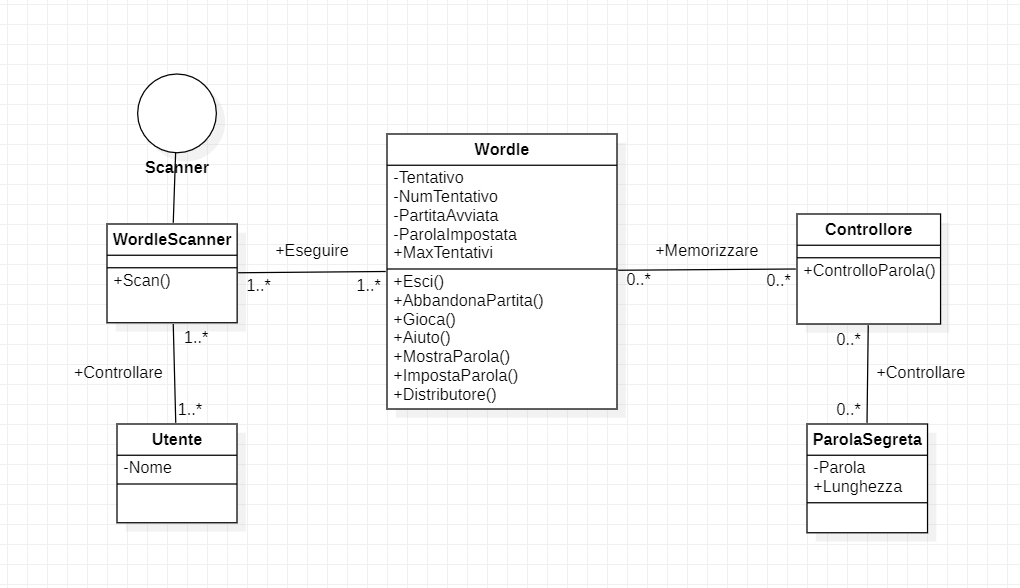 Scanner
WordleScanner
+Scan()
+Eseguire
1..*
1..*
Wordle
-Tentativo
-NumTentativo
-PartitaAvviata
-ParolaImpostata
+MaxTentativi
+Esci()
+AbbandonaPartita()
+Gioca()
+Aiuto()
+MostraParola()
+ImpostaParola()
+Distributore()
+Memorizzare
0..*
0..*
Controllore
+ControlloParola()
1..*
+Controllare
1..*
Utente
-Nome
0..*
+Controllare
0..*
ParolaSegreta
-Parola
+Lunghezza